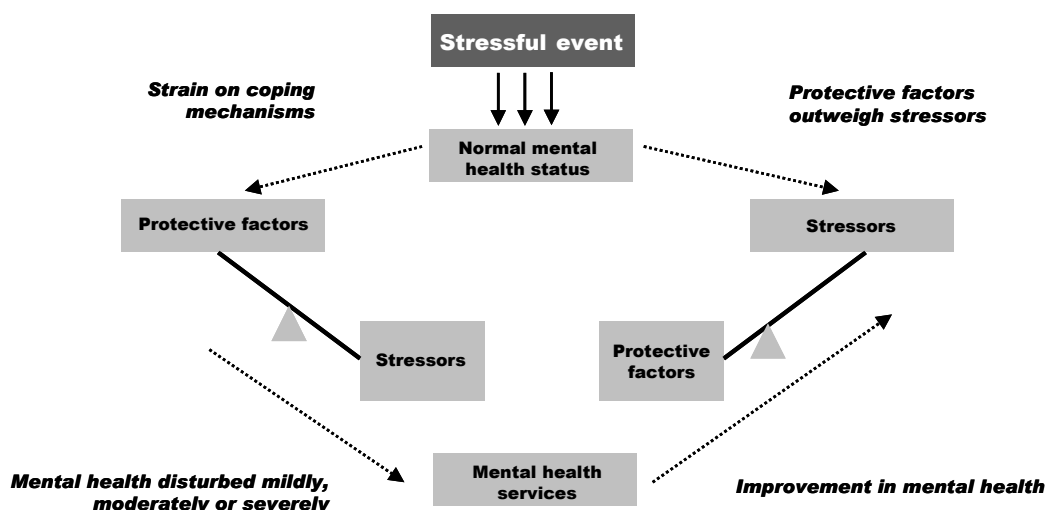 Stressful event
Strain on coping
mechanisms
Protective factors
outweigh stressors
Normal mental
health status
Protective factors
Stressors
Stressors
Protective
factors
Mental health
services
Mental health disturbed mildly,
moderately or severely
Improvement in mental health